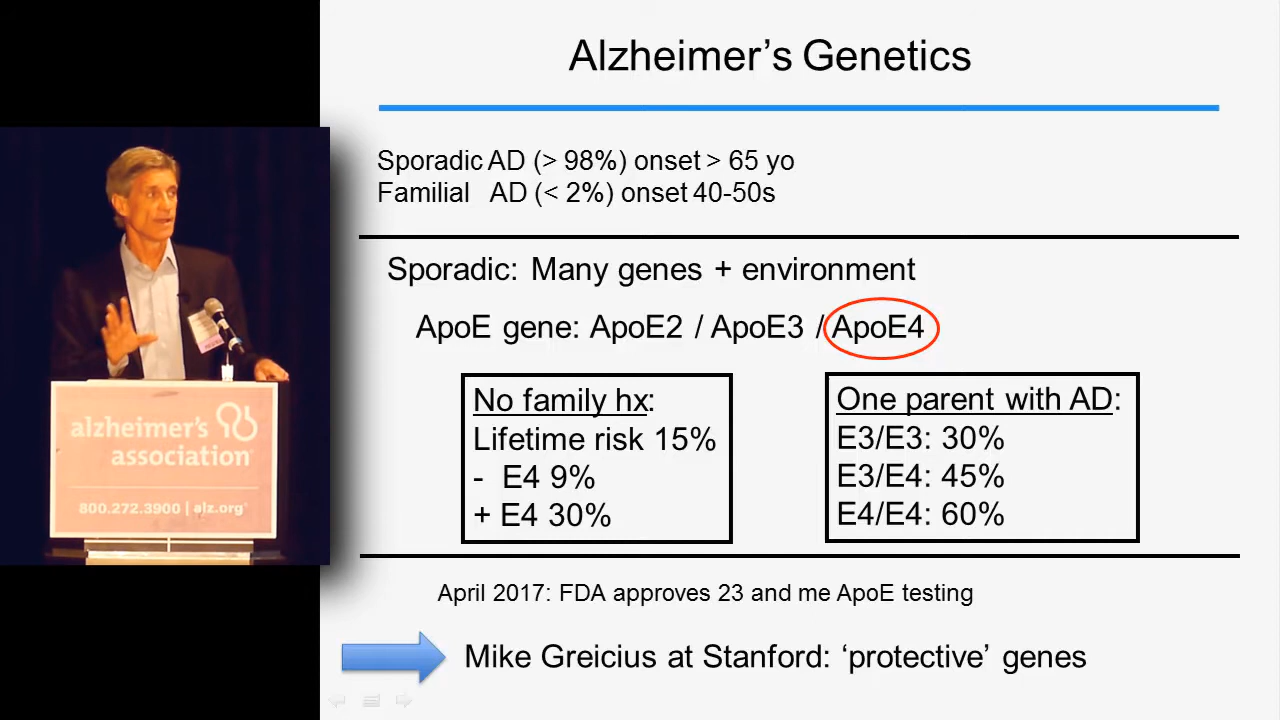 Alzheimer's Genetics
Sporadic AD (> 98%) onset > 65 yo
Familial AD (< 2%) onset 40-50s
Sporadic: Many genes + environment
ApoE gene: ApoE2 / ApoE3 / ApoE4
No family hx:
Lifetime risk 15%
- E4 9%
+ E4 30%
One parent with AD:
E3/E3: 30%
E3/E4: 45%
E4/E4: 60%
April 2017: FDA approves 23 and me ApoE testing
Mike Greicius at Stanford: 'protective' genes
alzheimer's
association
800.272.3900 | alz.org